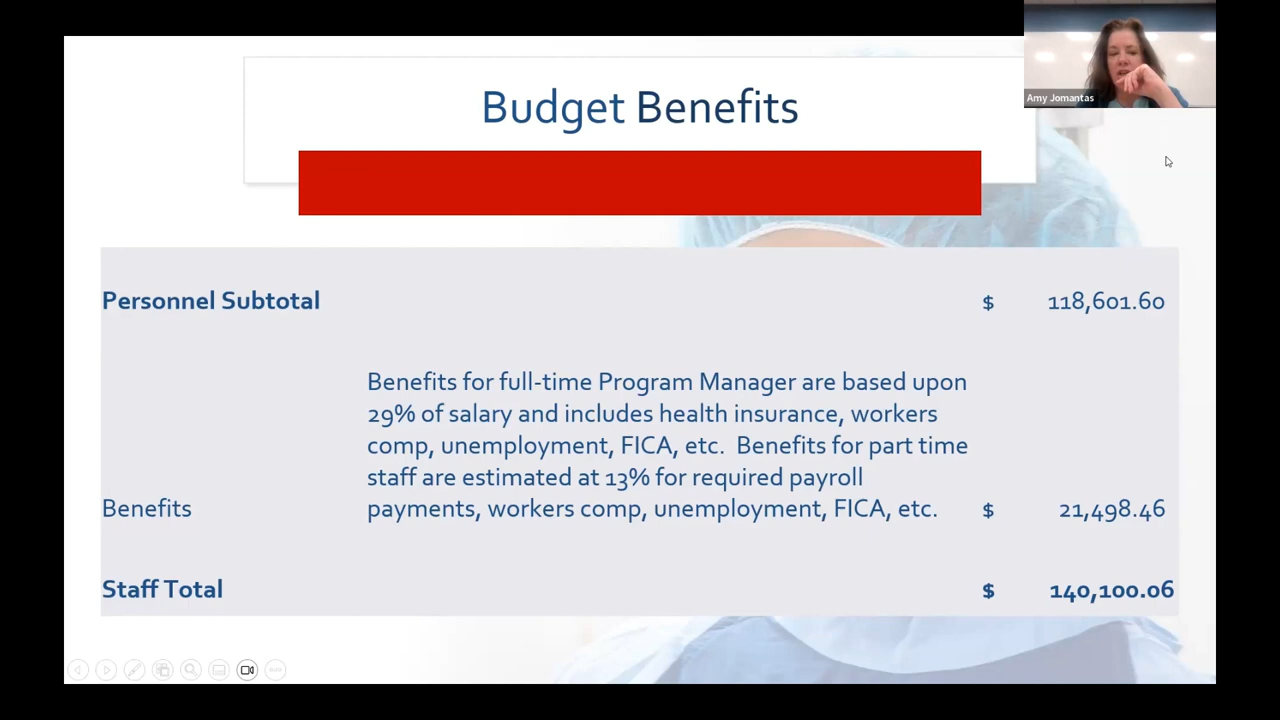 Amy Jomantas
Budget Benefits
Personnel Subtotal $ 118,601.60
Benefits for full-time Program Manager are based upon
29% of salary and includes health insurance, workers
comp, unemployment, FICA, etc.  Benefits for part time
staff are estimated at 13% for required payroll
Benefits payments, workers comp, unemployment, FICA, etc. $ 21,498.46
Staff Total $ 140,100.06